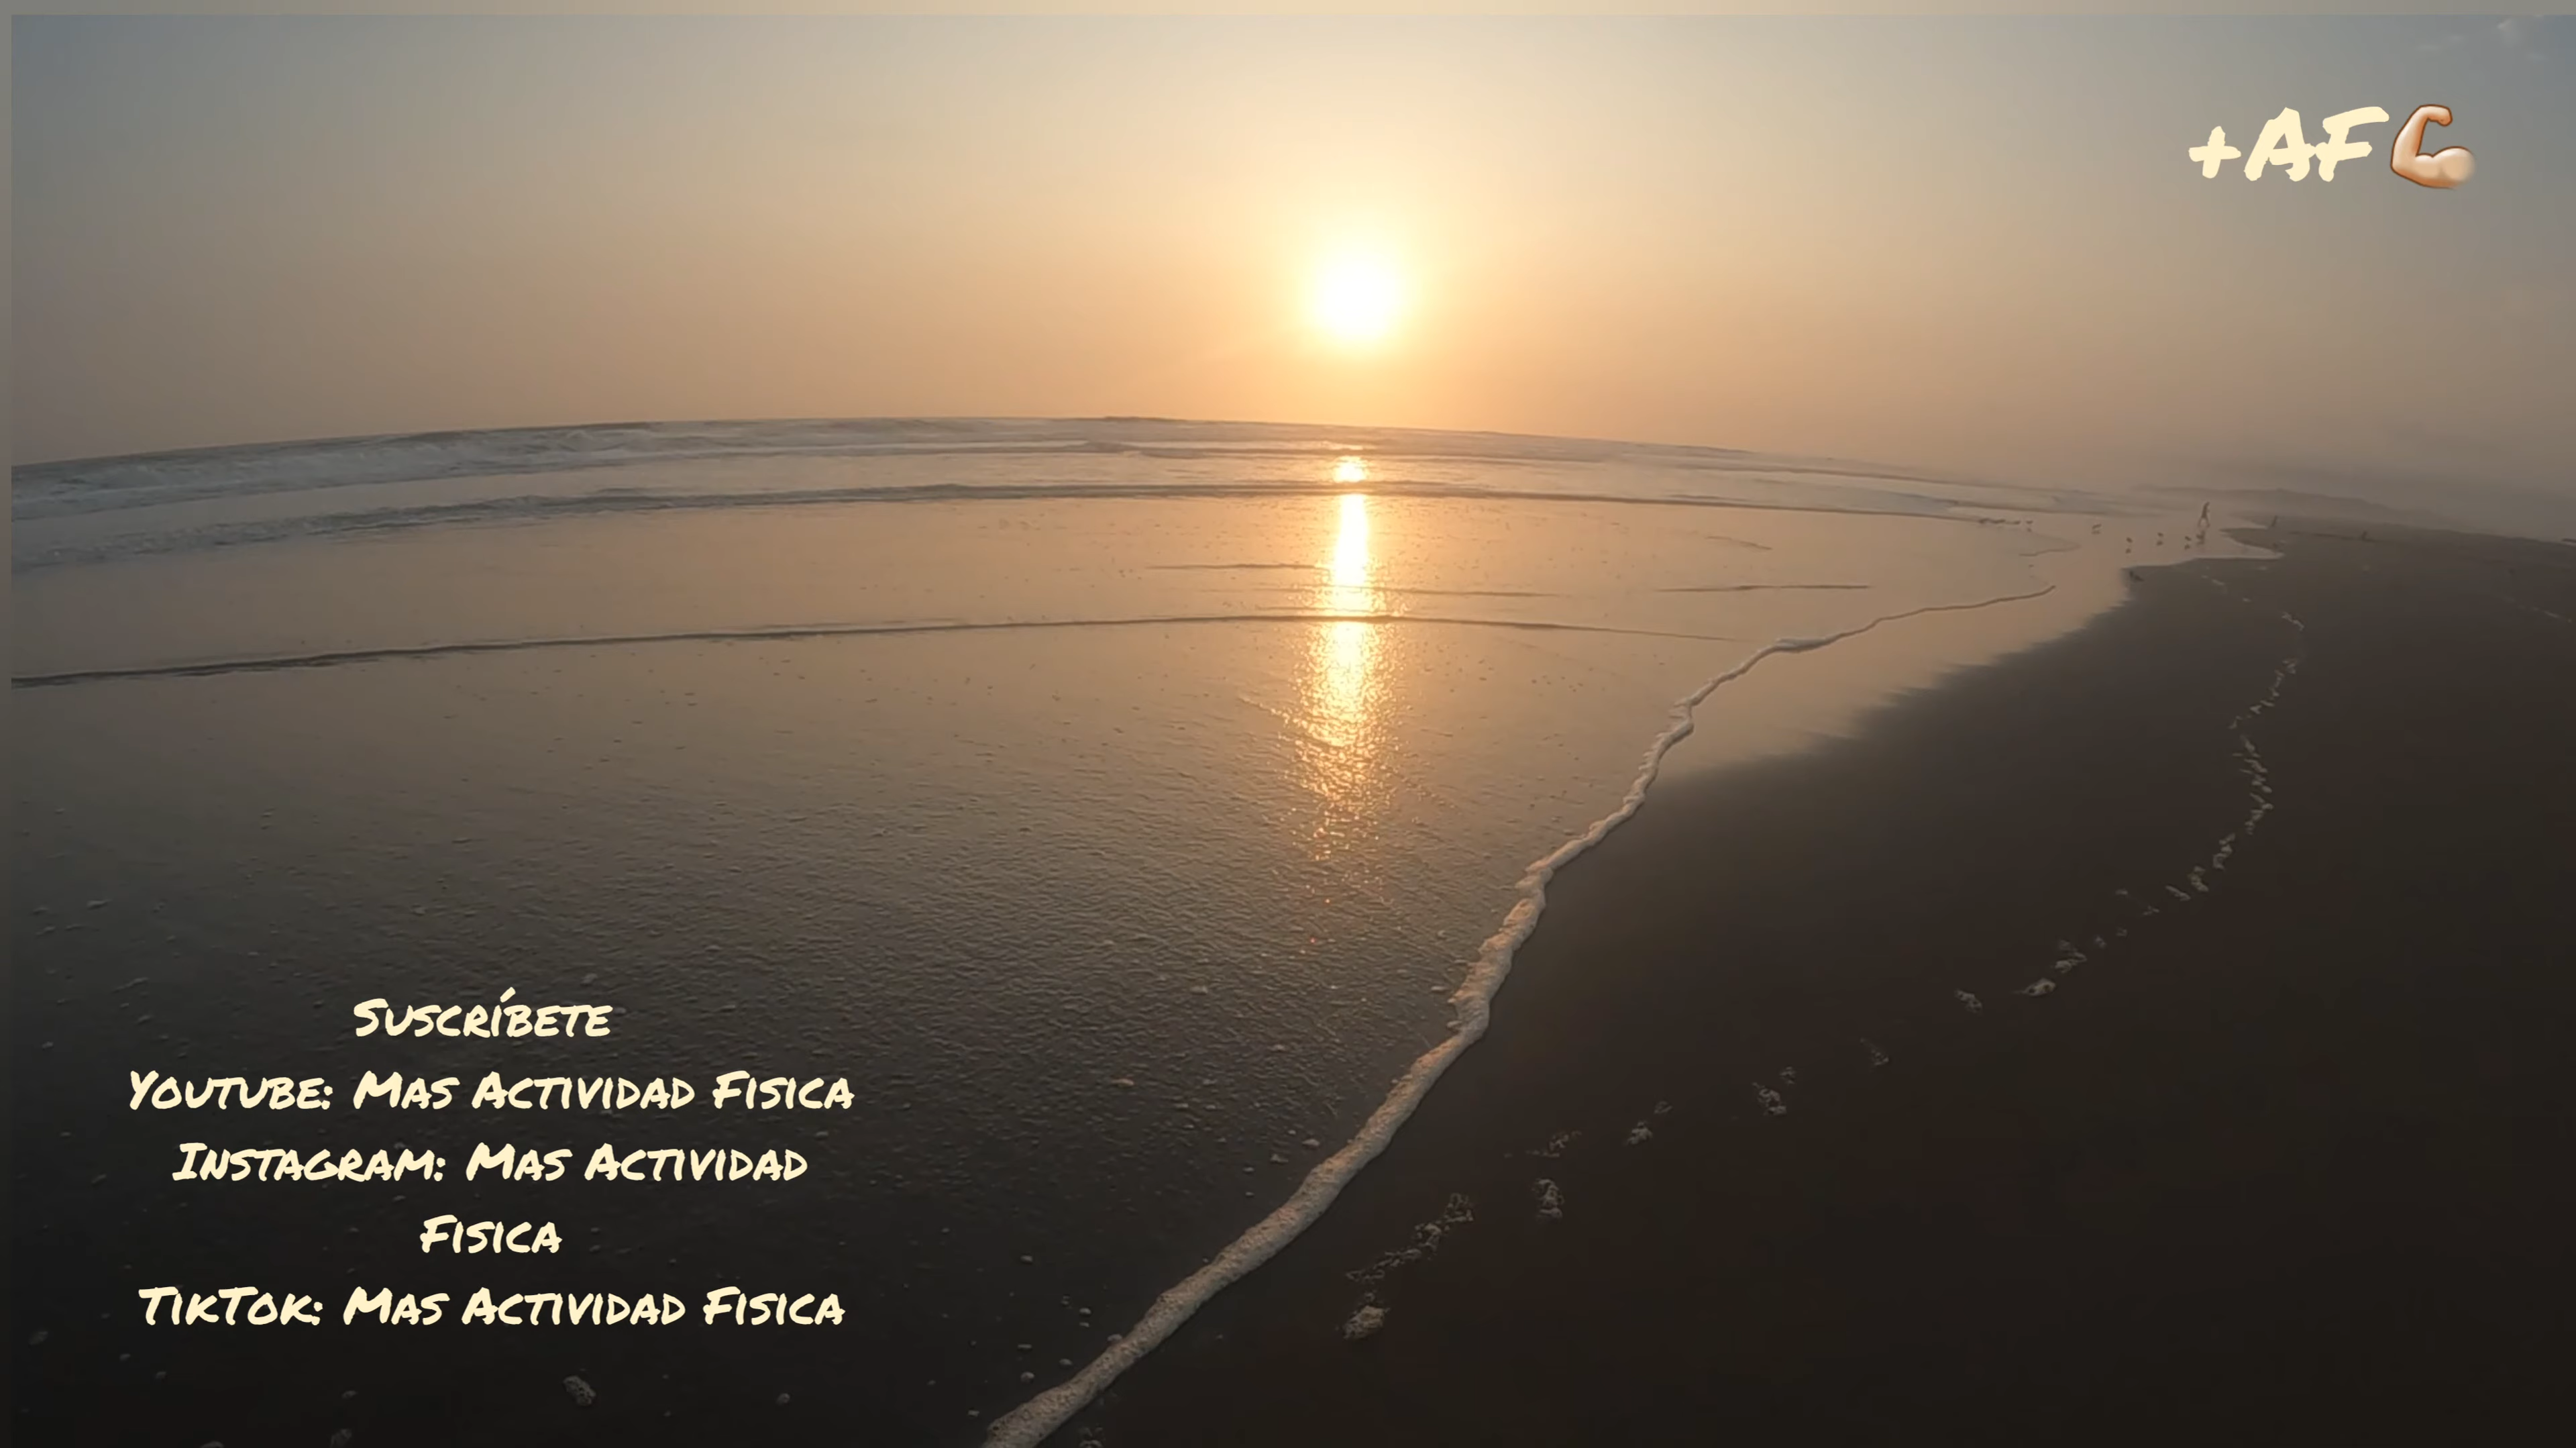 +AF💪
Suscríbete
Youtube: Mas Actividad Fisica
Instagram: Mas Actividad
Fisica
TikTok: Mas Actividad Fisica